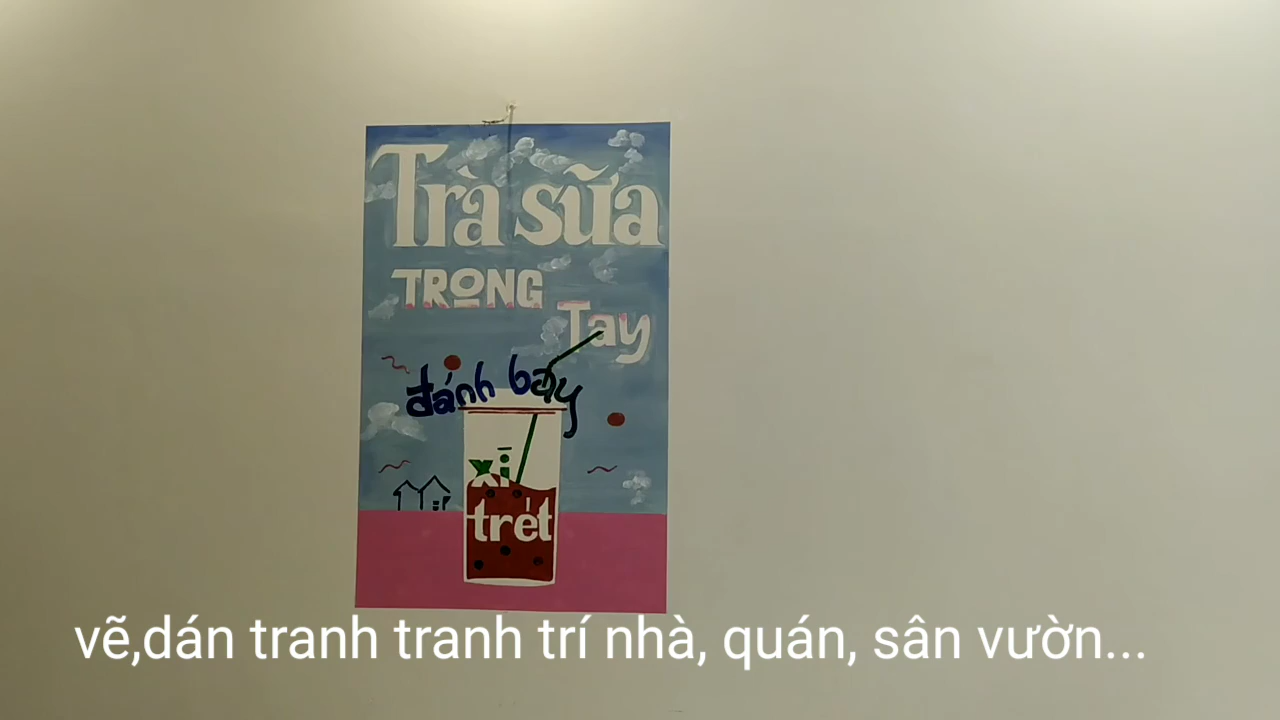 Trà sữa
TRONG
Tay
đánh bay
xì
trét
vẽ,dán tranh tranh trí nhà, quán, sân vườn...